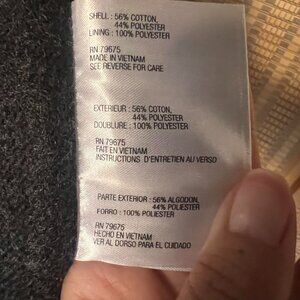 SHELL : 56% COTTON,
44% POLYESTER
LINING : 100% POLYESTER
RN 79675
MADE IN VIETNAM
SEE REVERSE FOR CARE
EXTERIEUR : 56% COTON,
44% POLYESTER
DOUBLURE : 100% POLYESTER
RN 79675
FAIT EN VIETNAM
INSTRUCTIONS D'ENTRETIEN AU VERSO
PARTE EXTERIOR : 56% ALGODON,
44% POLIESTER
FORRO : 100% POLIESTER
RN 79675
HECHO EN VIETNAM
VER AL DORSO PARA EL CUIDADO